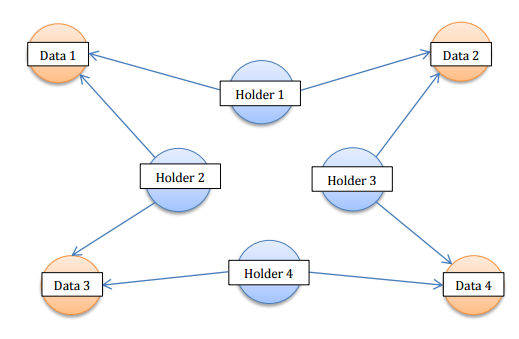 Data 1
Data 2
Holder 1
Holder 2
Holder 3
Holder 4
Data 3
Data 4